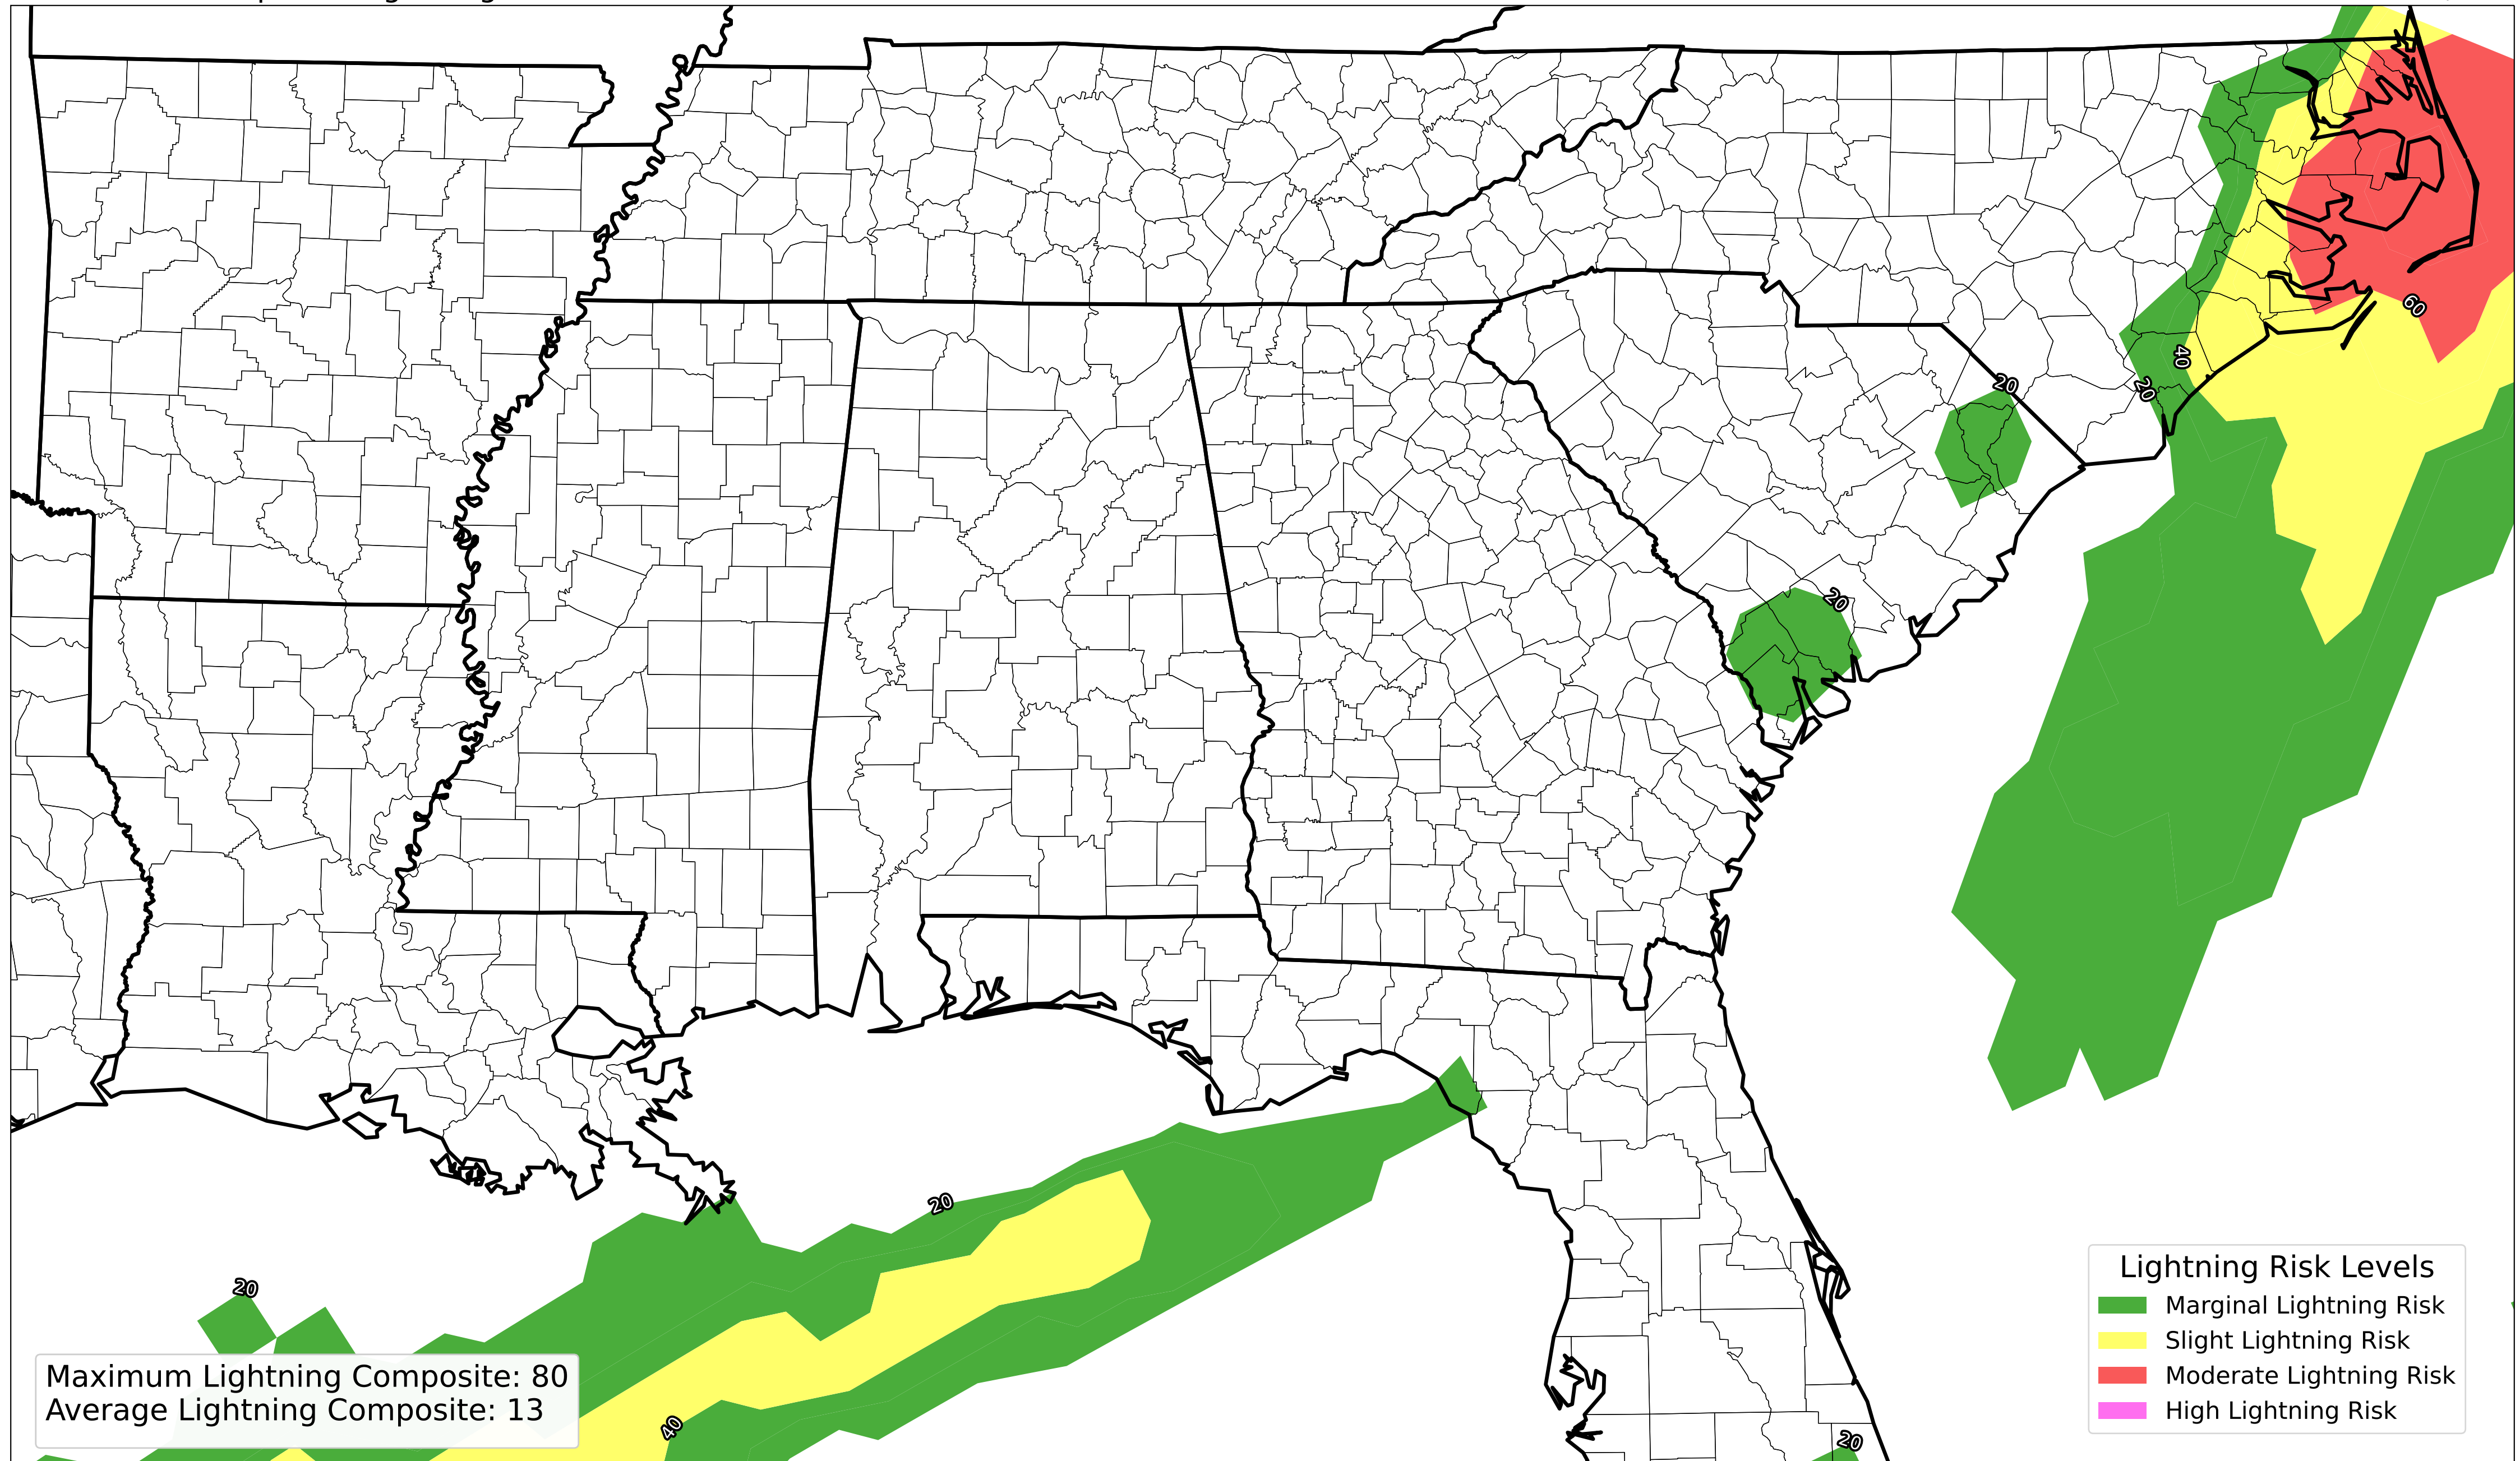 60
40
20
20
20
20
20
40
20
Maximum Lightning Composite: 80
Average Lightning Composite: 13
Lightning Risk Levels
Marginal Lightning Risk
Slight Lightning Risk
Moderate Lightning Risk
High Lightning Risk